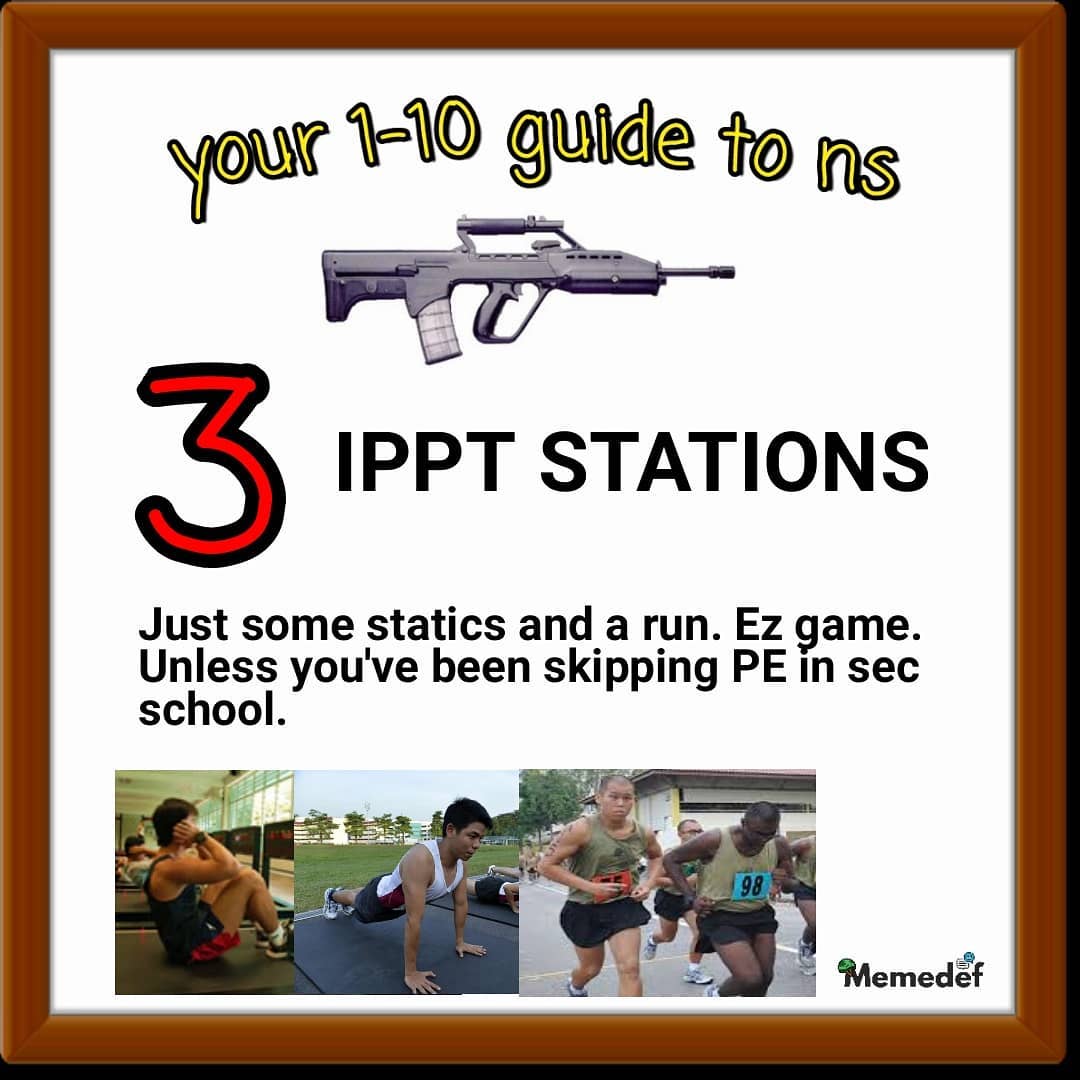 your 1-10 guide to ns
3
IPPT STATIONS
Just some statics and a run. Ez game.
Unless you've been skipping PE in sec
school.
98
Memedef